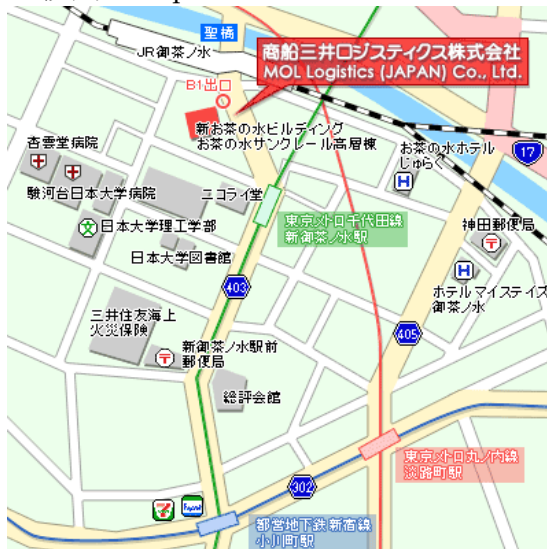 聖橋
JR御茶ノ水
商船三井ロジスティクス株式会社
MOL Logistics (JAPAN) Co., Ltd.
B1出口
新お茶の水ビルディング
お茶の水サンクレール高層棟
杏雲堂病院
お茶の水ホテル
じゅらく
17
駿河台日本大学病院
ニコライ堂
東京メトロ千代田線
新御茶ノ水駅
日本大学理工学部
神田郵便局
日本大学図書館
403
ホテルマイステイズ
御茶ノ水
三井住友海上
火災保険
405
新御茶ノ水駅前
郵便局
総評会館
東京メトロ丸ノ内線
淡路町駅
302
都営地下鉄新宿線
小川町駅